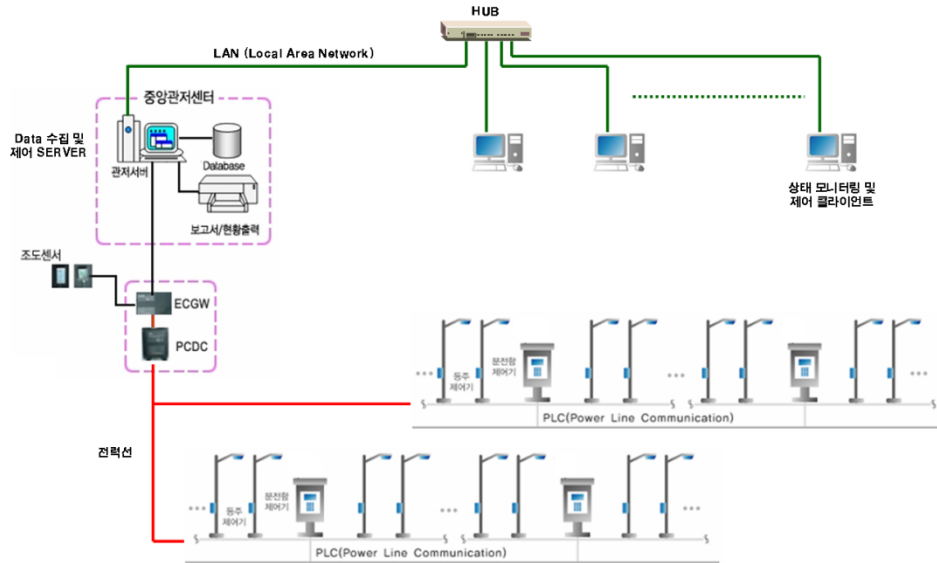 HUB
LAN (Local Area Network)
중앙관저센터
Data 수집 및
제어 SERVER
관저서버
Database
보고서/현황출력
상태 모니터링 및
제어 클라이언트
조도센서
ECGW
PCDC
등주
제어기
분전함
제어기
PLC(Power Line Communication)
전력선
등주
제어기
분전함
제어기
PLC(Power Line Communication)